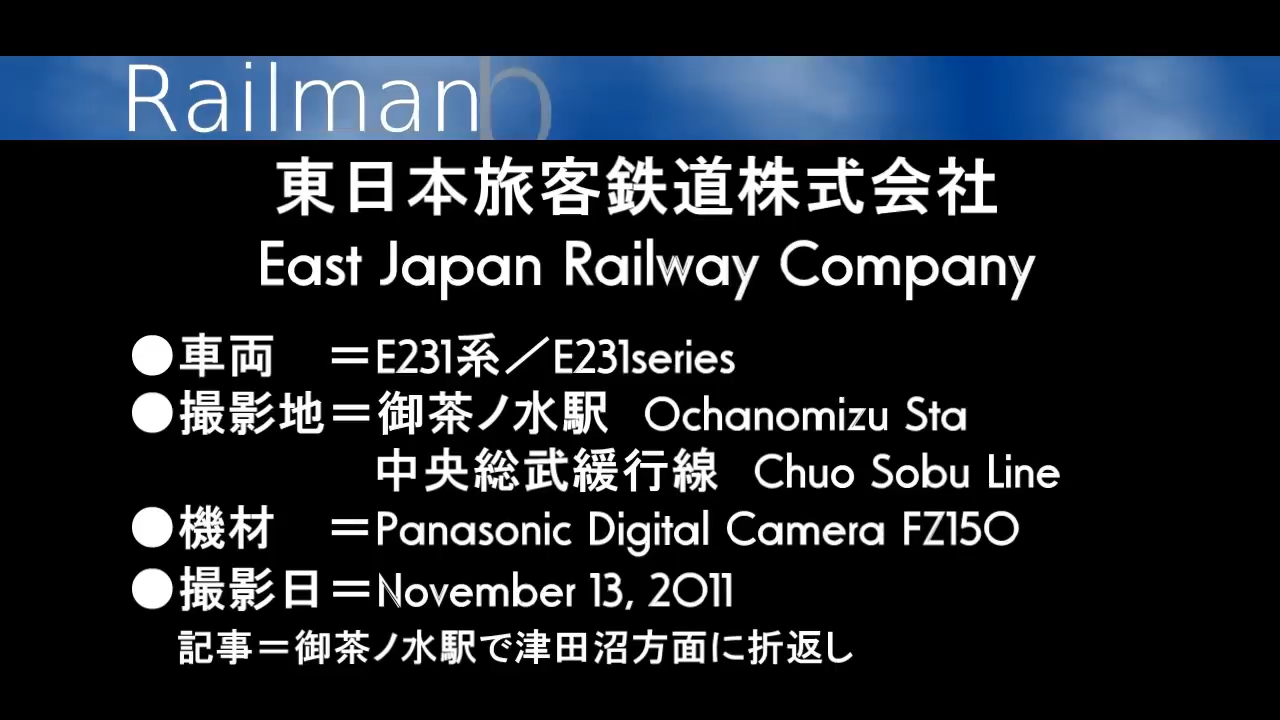 Railman b
東日本旅客鉄道株式会社
East Japan Railway Company
●車両　＝E231系／E231series
●撮影地＝御茶ノ水駅 Ochanomizu Sta
中央総武緩行線 Chuo Sobu Line
●機材　＝Panasonic Digital Camera FZ150
●撮影日＝November 13, 2011
記事＝御茶ノ水駅で津田沼方面に折返し